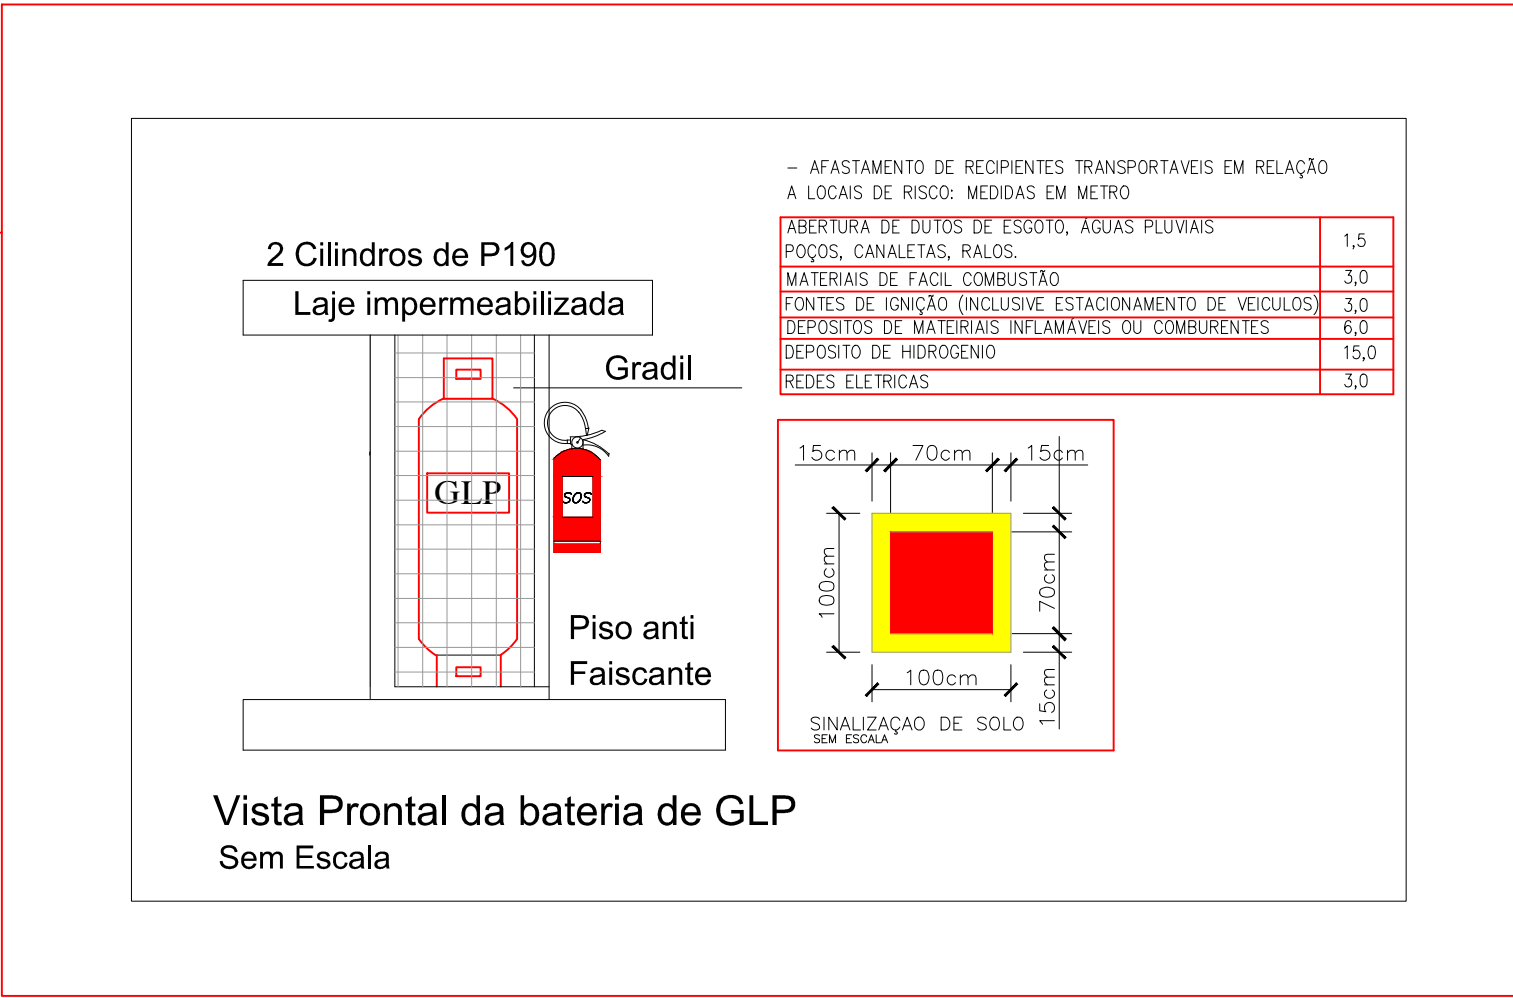 2 Cilindros de P190
Laje impermeabilizada
Gradil
GLP
SOS
Piso anti
Faiscante
Vista Prontal da bateria de GLP
Sem Escala
– AFASTAMENTO DE RECIPIENTES TRANSPORTAVEIS EM RELAÇÃO
A LOCAIS DE RISCO: MEDIDAS EM METRO
ABERTURA DE DUTOS DE ESGOTO, ÁGUAS PLUVIAIS
POÇOS, CANALETAS, RALOS. 1,5
MATERIAIS DE FACIL COMBUSTÃO 3,0
FONTES DE IGNIÇÃO (INCLUSIVE ESTACIONAMENTO DE VEICULOS) 3,0
DEPOSITOS DE MATEIRIAIS INFLAMÁVEIS OU COMBURENTES 6,0
DEPOSITO DE HIDROGENIO 15,0
REDES ELETRICAS 3,0
15cm 70cm 15cm
100cm
70cm
15cm
100cm
SINALIZAÇAO DE SOLO
SEM ESCALA